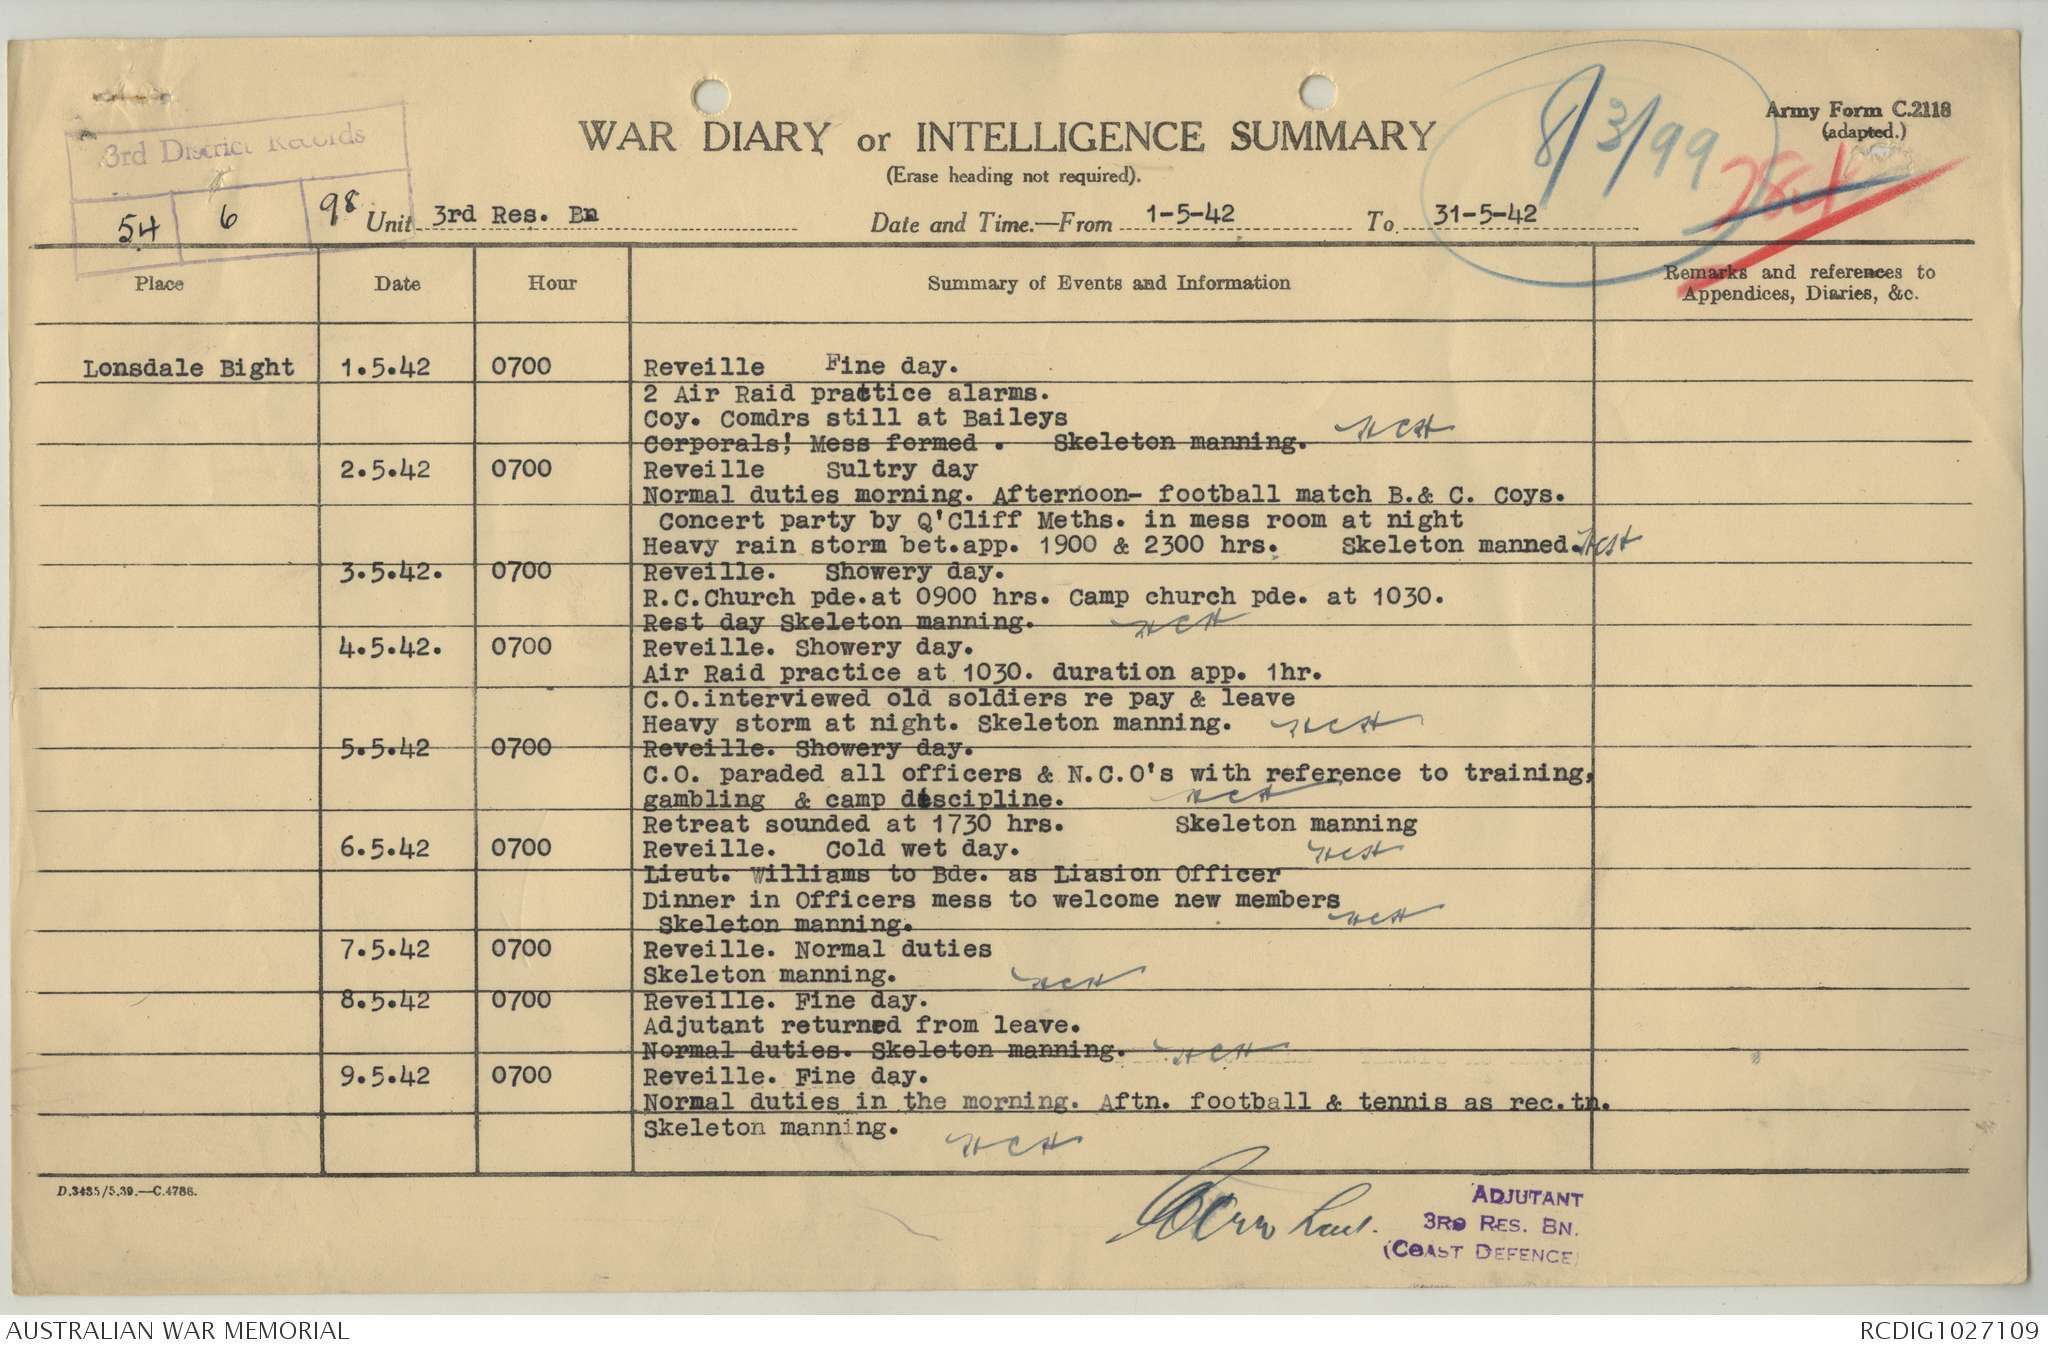 Army Form C.2118
(adapted.)
8/3/99
3rd District Records
54 6 98
WAR DIARY or INTELLIGENCE SUMMARY
(Erase heading not required).
Unit 3rd Res. Bn Date and Time.—From 1-5-42 To 31-5-42
Place Date Hour Summary of Events and Information Remarks and references to Appendices, Diaries, &c.
Lonsdale Bight 1.5.42 0700 Reveille Fine day.
2 Air Raid practice alarms.
Coy. Comdrs still at Baileys
Corporals! Mess formed . Skeleton manning. HCH
2.5.42 0700 Reveille Sultry day
Normal duties morning. Afternoon- football match B.& C. Coys.
Concert party by Q'Cliff Meths. in mess room at night
Heavy rain storm bet.app. 1900 & 2300 hrs. Skeleton manned. HCH
3.5.42. 0700 Reveille. Showery day.
R.C.Church pde.at 0900 hrs. Camp church pde. at 1030.
Rest day Skeleton manning. HCH
4.5.42. 0700 Reveille. Showery day.
Air Raid practice at 1030. duration app. 1hr.
C.O.interviewed old soldiers re pay & leave
Heavy storm at night. Skeleton manning. HCH
5.5.42 0700 Reveille. Showery day.
C.O. paraded all officers & N.C.O's with reference to training,
gambling & camp discipline. HCH
Retreat sounded at 1730 hrs. Skeleton manning
6.5.42 0700 Reveille. Cold wet day. HCH
Lieut. Williams to Bde. as Liasion Officer
Dinner in Officers mess to welcome new members
Skeleton manning. HCH
7.5.42 0700 Reveille. Normal duties
Skeleton manning. HCH
8.5.42 0700 Reveille. Fine day.
Adjutant returned from leave.
Normal duties. Skeleton manning. HCH
9.5.42 0700 Reveille. Fine day.
Normal duties in the morning. Aftn. football & tennis as rec.tn.
Skeleton manning. HCH
D.3435/5.39.—C.4786.
ADJUTANT
3RD RES. BN.
(COAST DEFENCE)
AUSTRALIAN WAR MEMORIAL RCDIG1027109